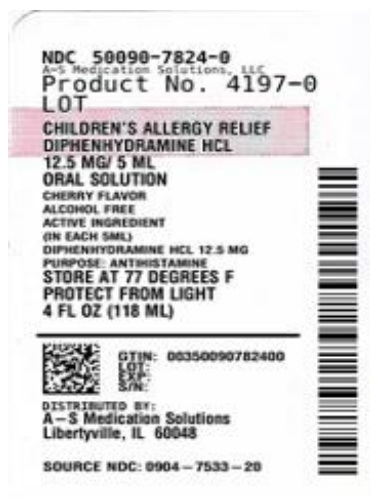 NDC 50090-7824-0
A-S Medication Solutions, LLC
Product No. 4197-0
LOT
CHILDREN'S ALLERGY RELIEF
DIPHENHYDRAMINE HCL
12.5 MG/ 5 ML
ORAL SOLUTION
CHERRY FLAVOR
ALCOHOL FREE
ACTIVE INGREDIENT
(IN EACH 5ML)
DIPHENHYDRAMINE HCL 12.5 MG
PURPOSE: ANTIHISTAMINE
STORE AT 77 DEGREES F
PROTECT FROM LIGHT
4 FL OZ (118 ML)
GTIN: 00350090782400
LOT:
EXP:
S/N:
DISTRIBUTED BY:
A-S Medication Solutions
Libertyville, IL 60048
SOURCE NDC: 0904-7533-20